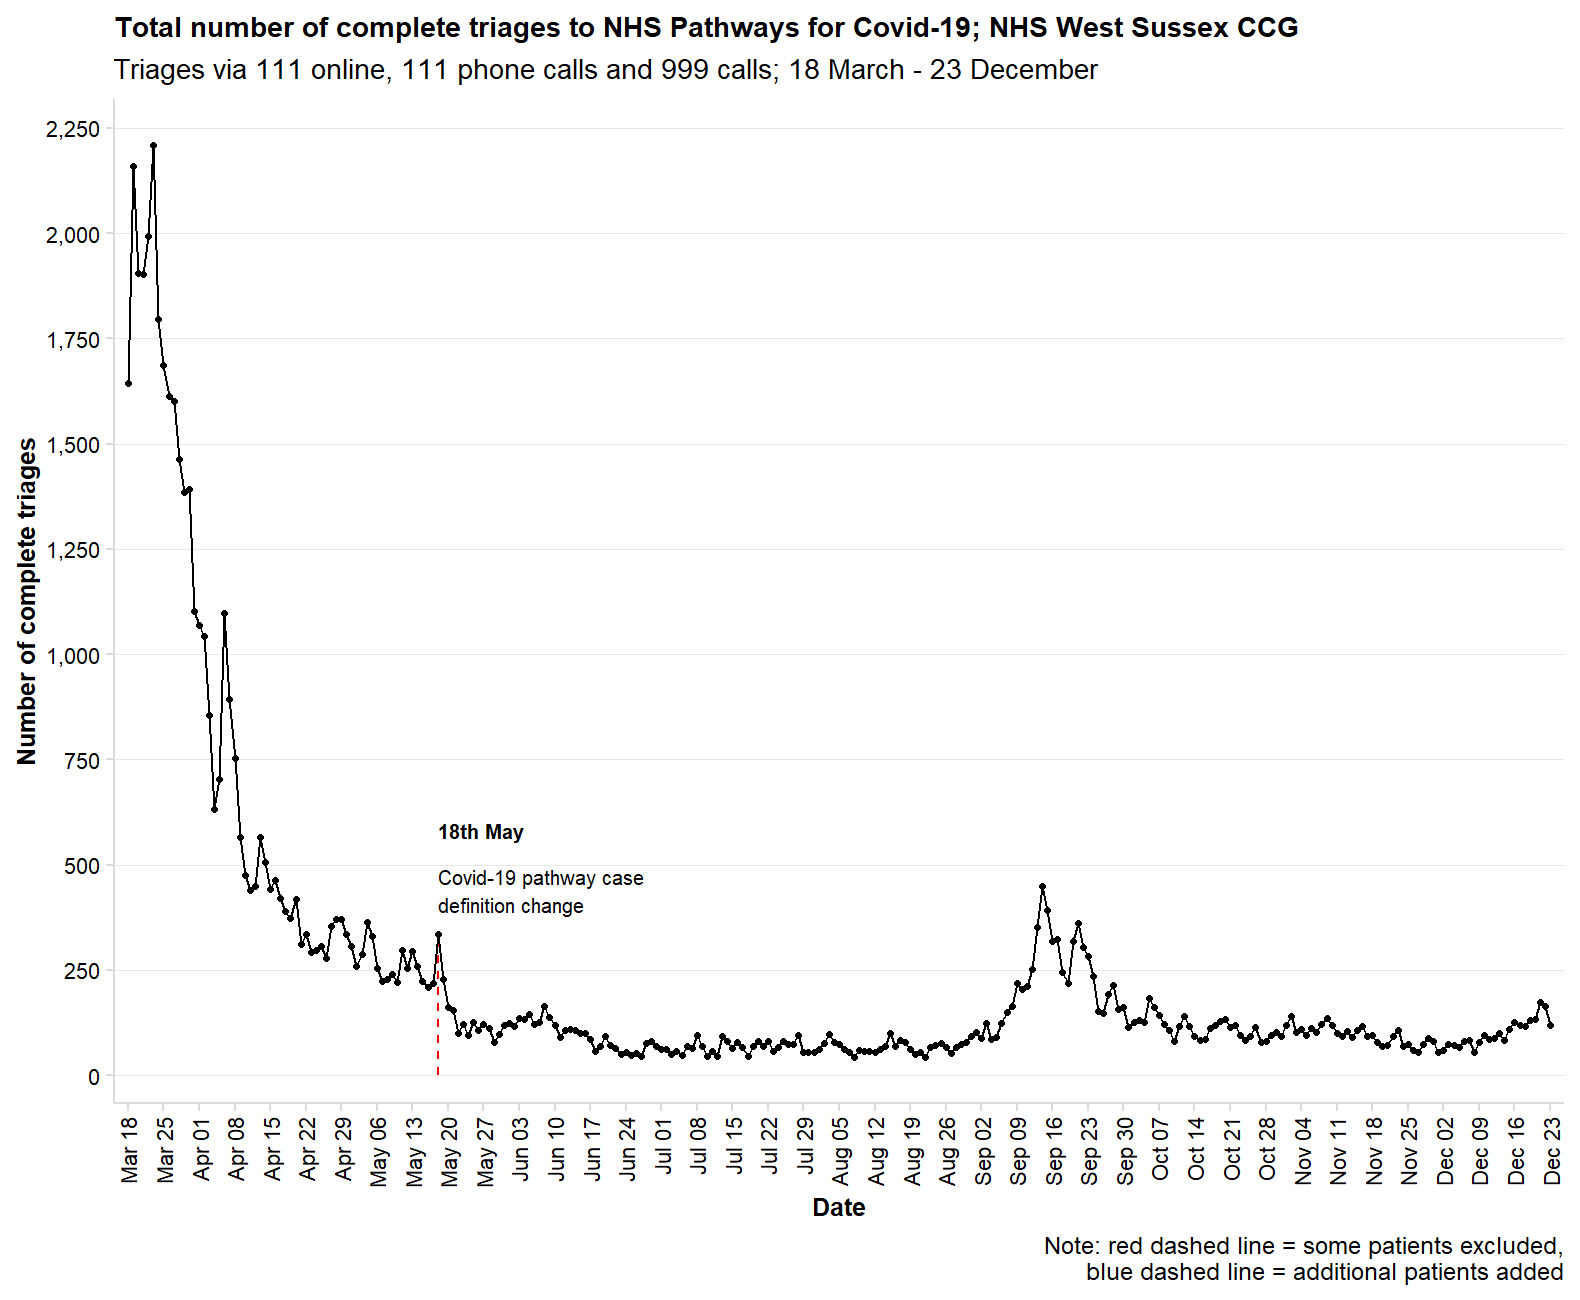 Total number of complete triages to NHS Pathways for Covid-19; NHS West Sussex CCG
Triages via 111 online, 111 phone calls and 999 calls; 18 March - 23 December
Number of complete triages
2,250
2,000
1,750
1,500
1,250
1,000
750
500
250
0
18th May
Covid-19 pathway case
definition change
Mar 18
Mar 25
Apr 01
Apr 08
Apr 15
Apr 22
Apr 29
May 06
May 13
May 20
May 27
Jun 03
Jun 10
Jun 17
Jun 24
Jul 01
Jul 08
Jul 15
Jul 22
Jul 29
Aug 05
Aug 12
Aug 19
Aug 26
Sep 02
Sep 09
Sep 16
Sep 23
Sep 30
Oct 07
Oct 14
Oct 21
Oct 28
Nov 04
Nov 11
Nov 18
Nov 25
Dec 02
Dec 09
Dec 16
Dec 23
Date
Note: red dashed line = some patients excluded,
blue dashed line = additional patients added